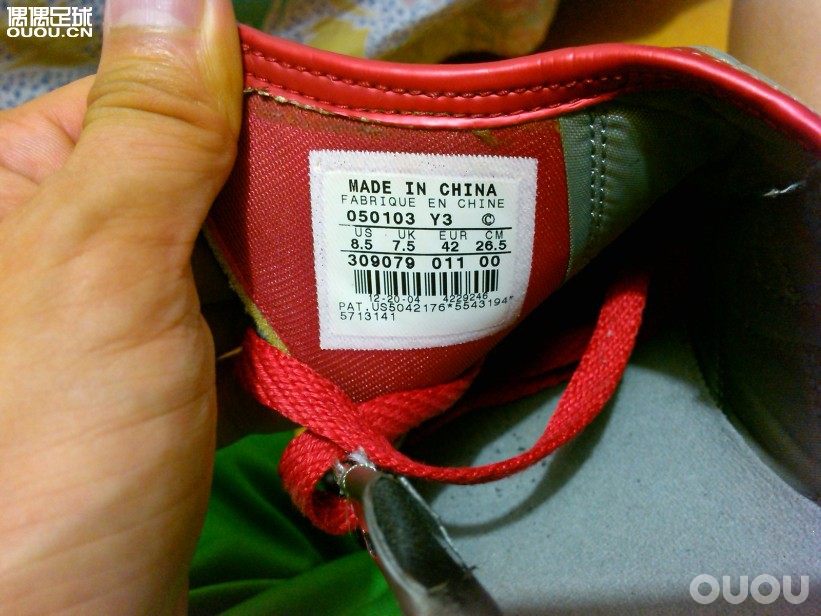 偶偶足球
OUOU.CN
MADE IN CHINA
FABRIQUE EN CHINE
050103 Y3 ©
US UK EUR CM
8.5 7.5 42 26.5
309079 011 00
12-20-04 4229246
PAT.US5042176*5543194*
5713141
OUOU